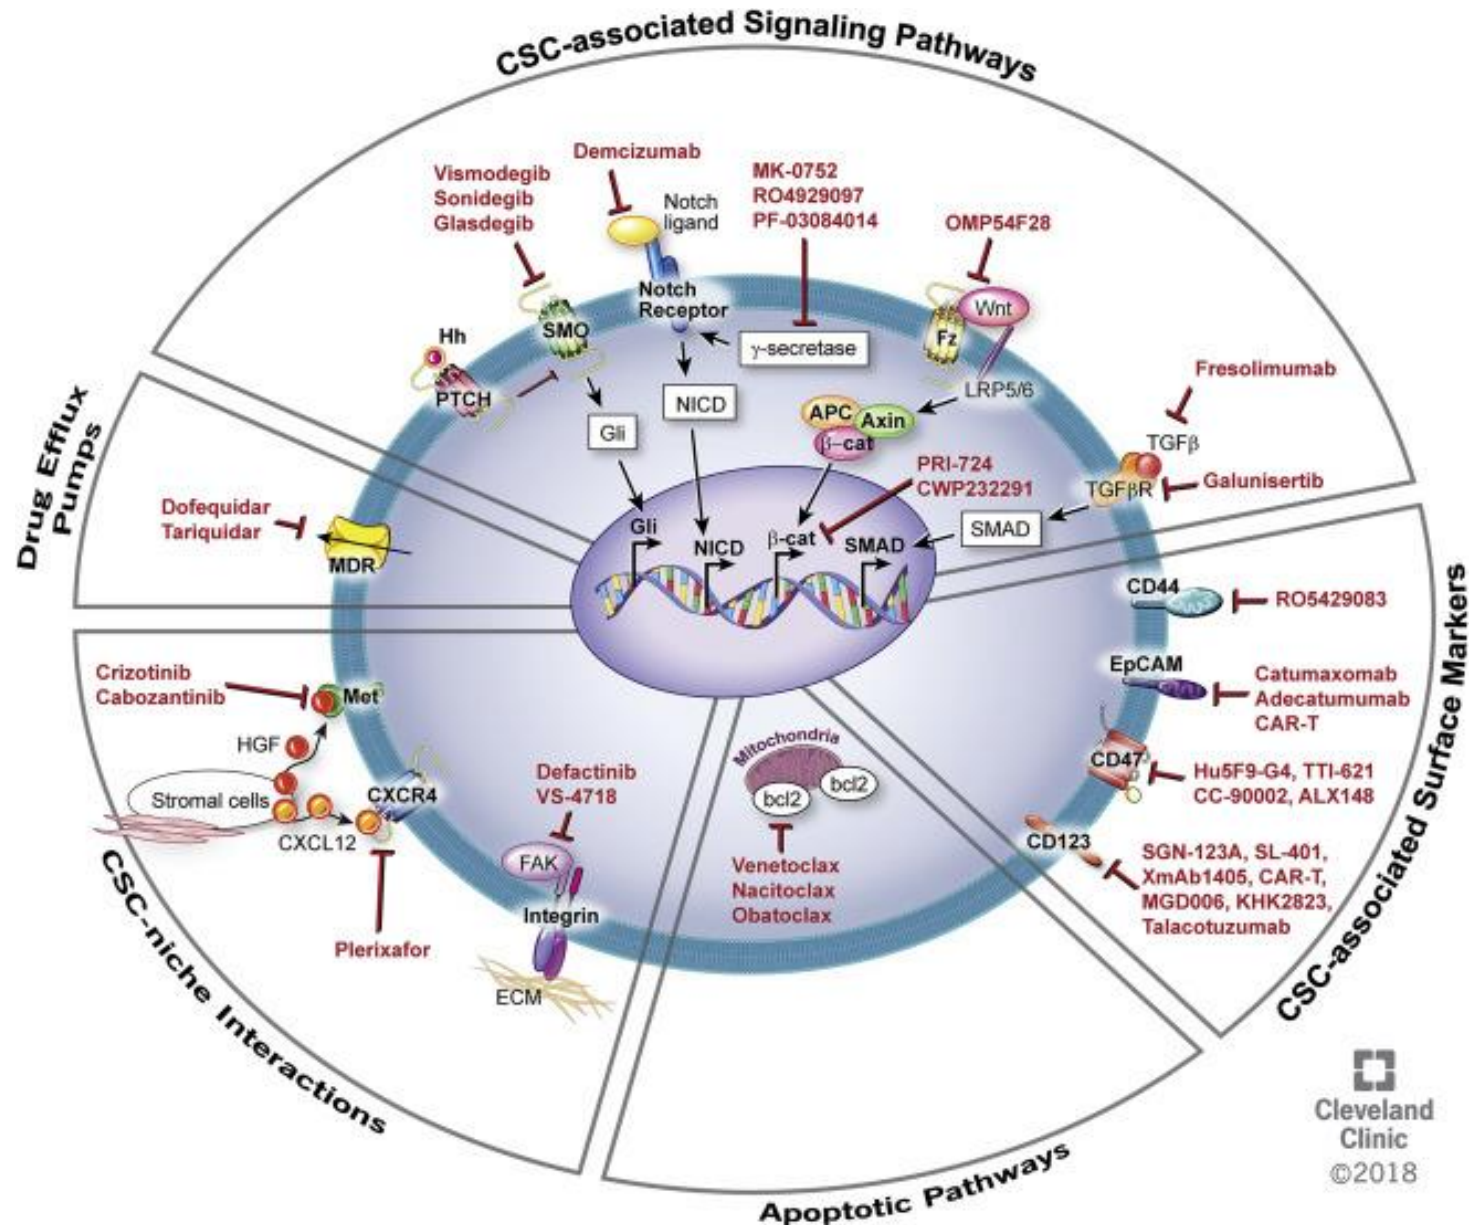 CSC-associated Signaling Pathways
Demcizumab
Vismodegib
Sonidegib
Glasdegib
Notch
ligand
MK-0752
RO4929097
PF-03084014
OMP54F28
Notch
Receptor
Wnt
Hh
SMO
Fz
γ-secretase
PTCH
LRP5/6
Fresolimumab
NICD
APC
Axin
β-cat
Gli
TGFβ
PRI-724
CWP232291
TGFβR
Galunisertib
Gli
NICD
β-cat
SMAD
SMAD
Drug Efflux
Pumps
Dofequidar
Tariquidar
MDR
CSC-associated Surface Markers
CD44
RO5429083
EpCAM
Catumaxomab
Adecatumumab
CAR-T
CD47
Hu5F9-G4, TTI-621
CC-90002, ALX148
CD123
SGN-123A, SL-401,
XmAb1405, CAR-T,
MGD006, KHK2823,
Talacotuzumab
Crizotinib
Cabozantinib
Met
HGF
Stromal cells
CXCR4
CXCL12
Defactinib
VS-4718
FAK
Integrin
Plerixafor
ECM
CSC-niche Interactions
Mitochondria
bcl2
bcl2
Venetoclax
Nacitoclax
Obatoclax
Apoptotic Pathways
Cleveland
Clinic
©2018